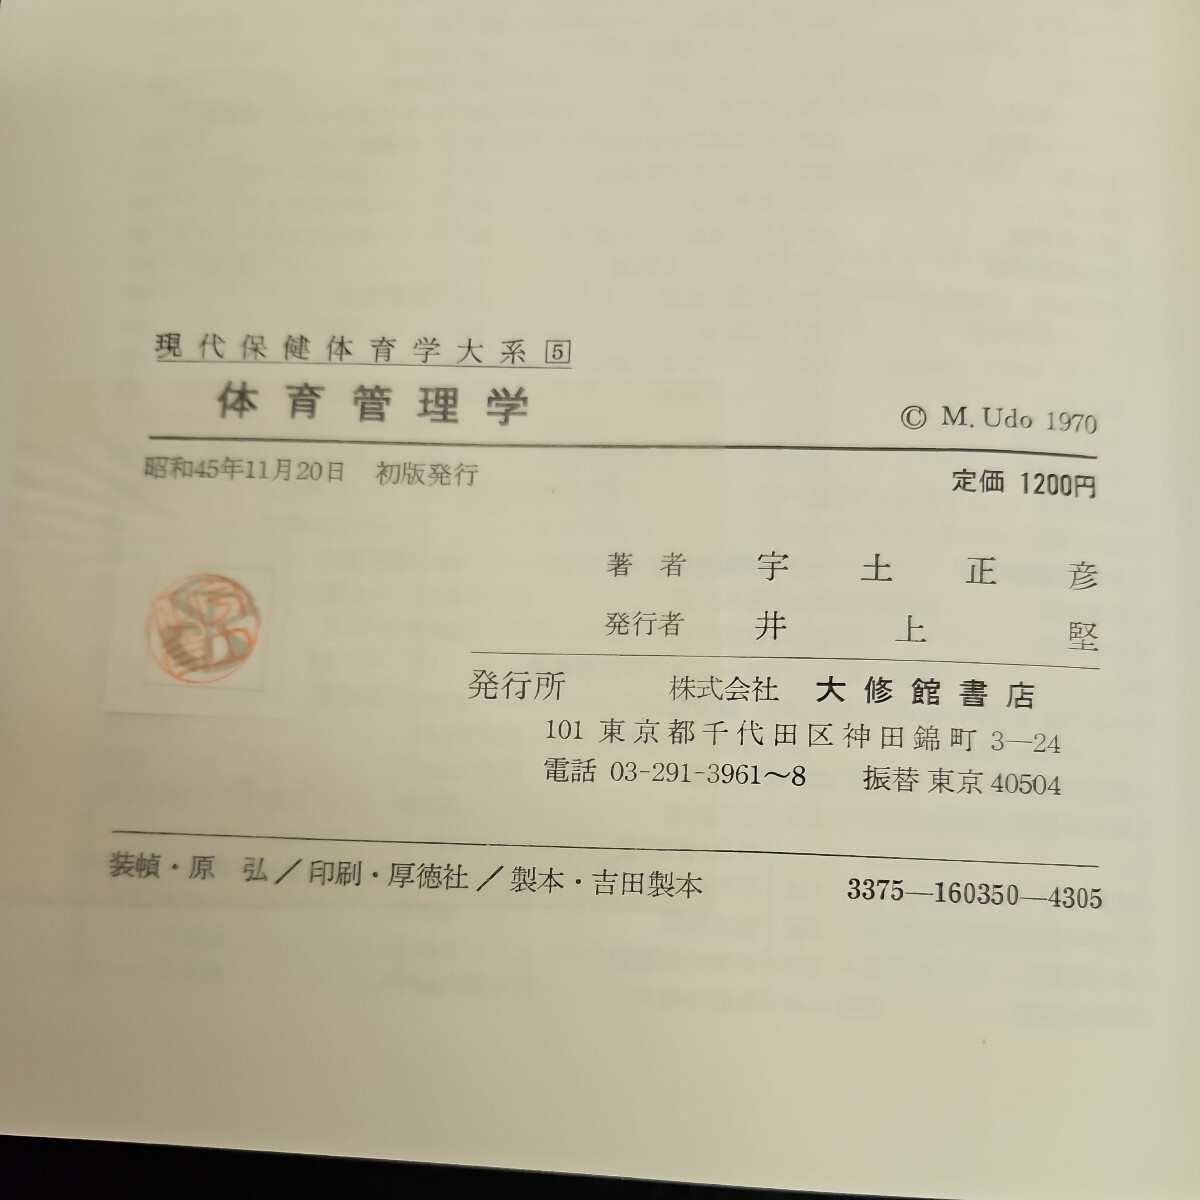 現代保健体育学大系 5
体育管理学
© M. Udo 1970
昭和45年11月20日 初版発行
定価 1200円
著者 宇土正彦
発行者 井上堅
発行所 株式会社 大修館書店
101 東京都千代田区神田錦町 3—24
電話 03-291-3961〜8 振替 東京 40504
装幀・原 弘／印刷・厚徳社／製本・吉田製本
3375—160350—4305